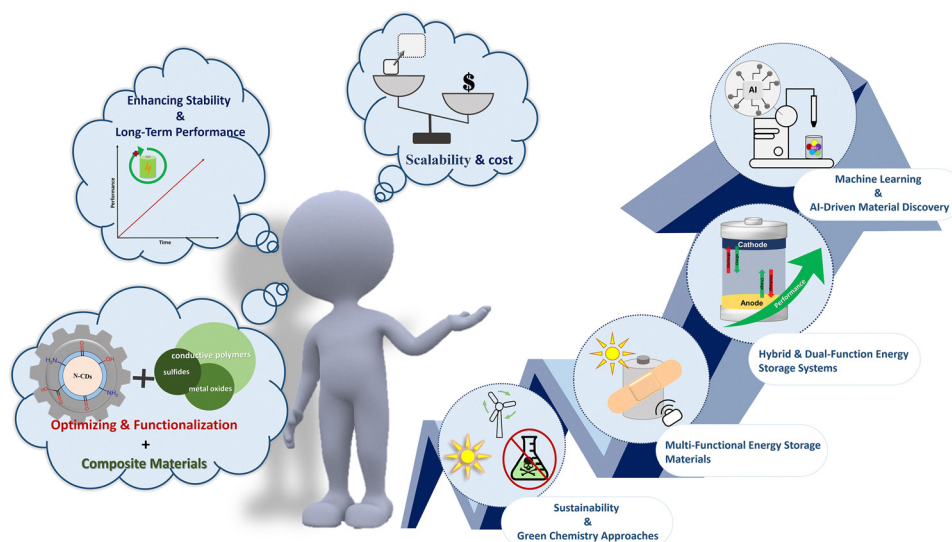 Enhancing Stability
&
Long-Term Performance
Performance
Time
$
Scalability & cost
H₂N
O
OH
N-CDs
HO
O
O
NH₂
+
conductive polymers
sulfides
metal oxides
Optimizing & Functionalization
+
Composite Materials
AI
Machine Learning
&
AI-Driven Material Discovery
Cathode
Anode
Performance
Hybrid & Dual-Function Energy
Storage Systems
Multi-Functional Energy Storage
Materials
Sustainability
&
Green Chemistry Approaches